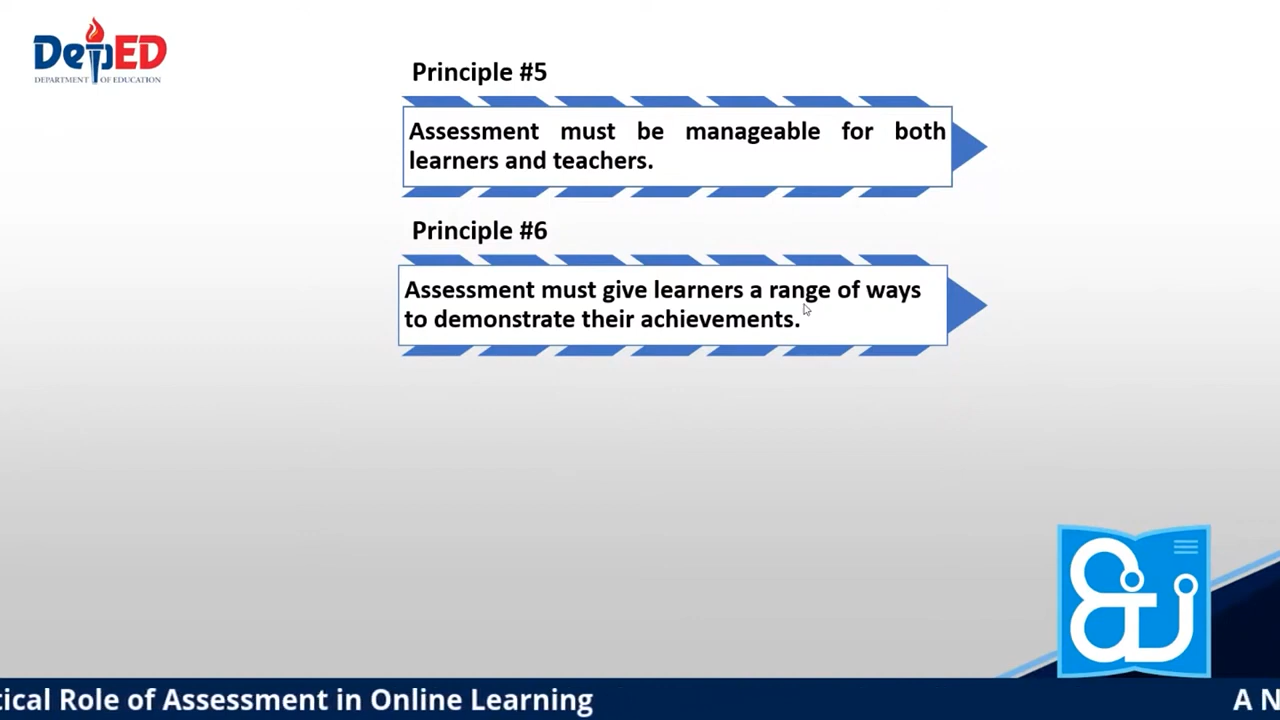 DepED
DEPARTMENT OF EDUCATION
Principle #5
Assessment must be manageable for both
learners and teachers.
Principle #6
Assessment must give learners a range of ways
to demonstrate their achievements.
tical Role of Assessment in Online Learning
A N